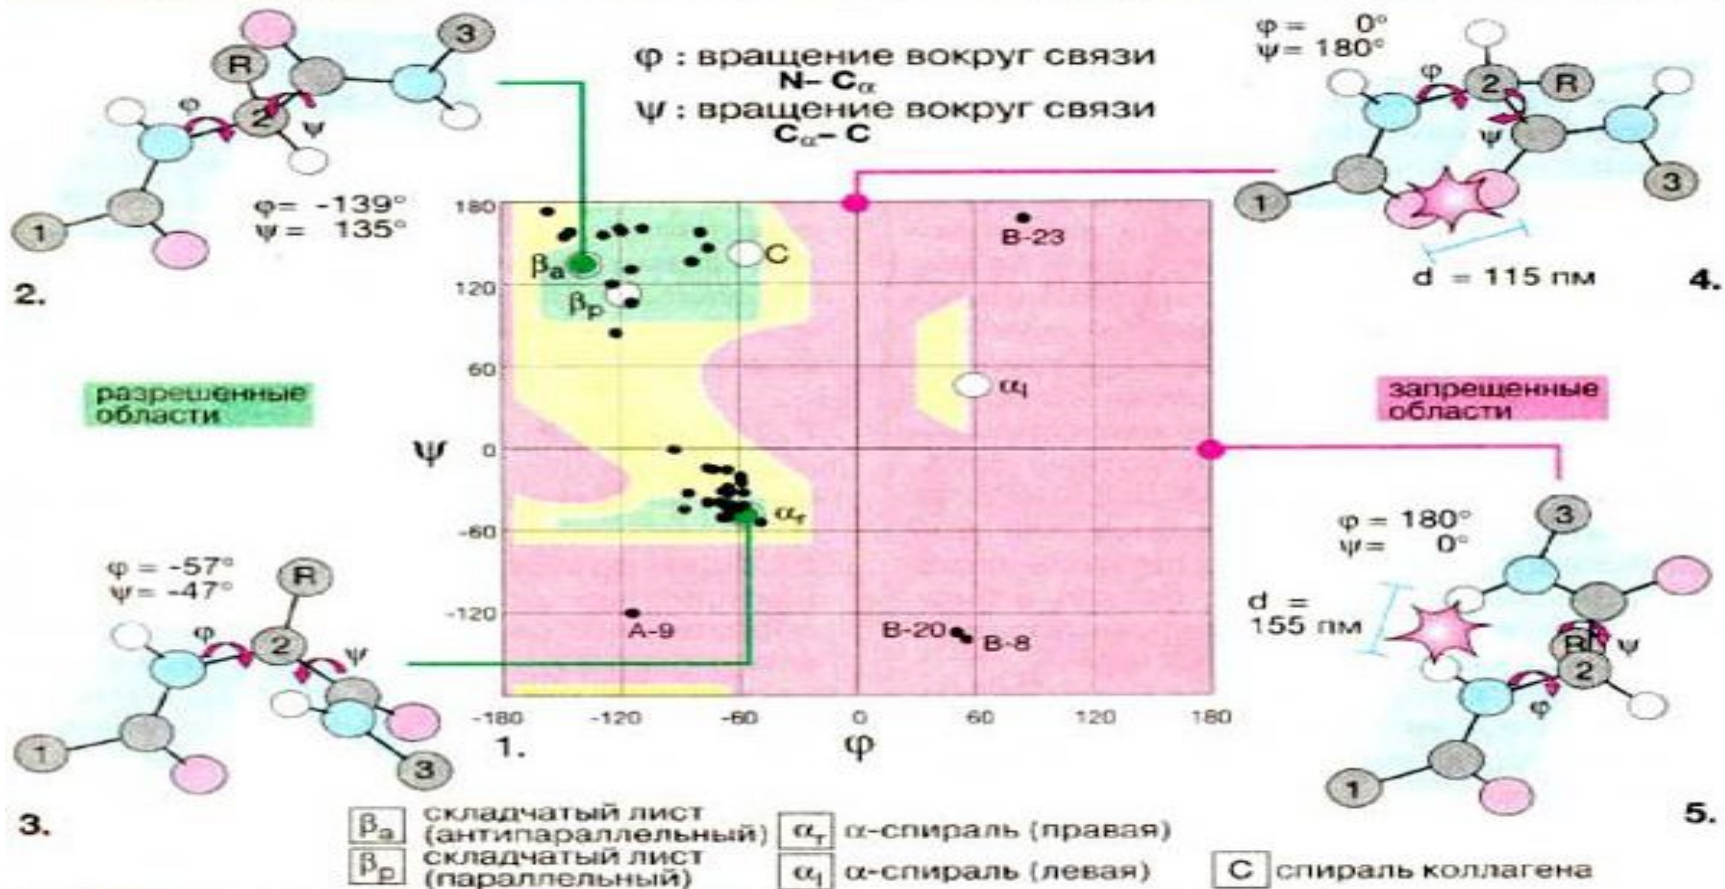 φ : вращение вокруг связи
N– Cα
ψ : вращение вокруг связи
Cα– C
R
3
2
φ
ψ
1
φ= -139°
ψ= 135°
2.
φ = 0°
ψ= 180°
φ
2
R
ψ
1
3
d = 115 пм
4.
разрешенные
области
запрещенные
области
180
120
60
0
-60
-120
ψ
-180
-120
-60
0
60
120
180
φ
1.
βa
βp
C
B-23
αl
αr
A-9
B-20
B-8
φ = -57°
ψ= -47°
R
φ
2
ψ
1
3
3.
φ = 180°
ψ= 0°
3
d =
155 пм
R
ψ
2
φ
1
5.
βa складчатый лист
(антипараллельный)
βp складчатый лист
(параллельный)
αr α-спираль (правая)
αl α-спираль (левая)
C спираль коллагена